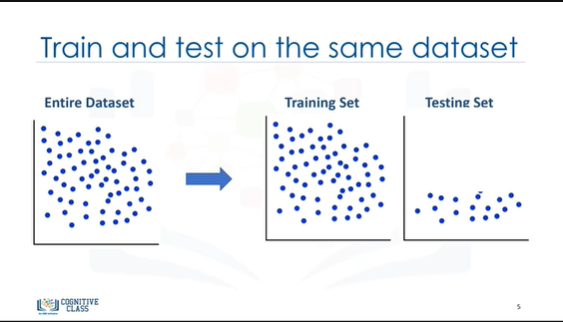 Train and test on the same dataset
Entire Dataset
Training Set
Testing Set
COGNITIVE
CLASS
5